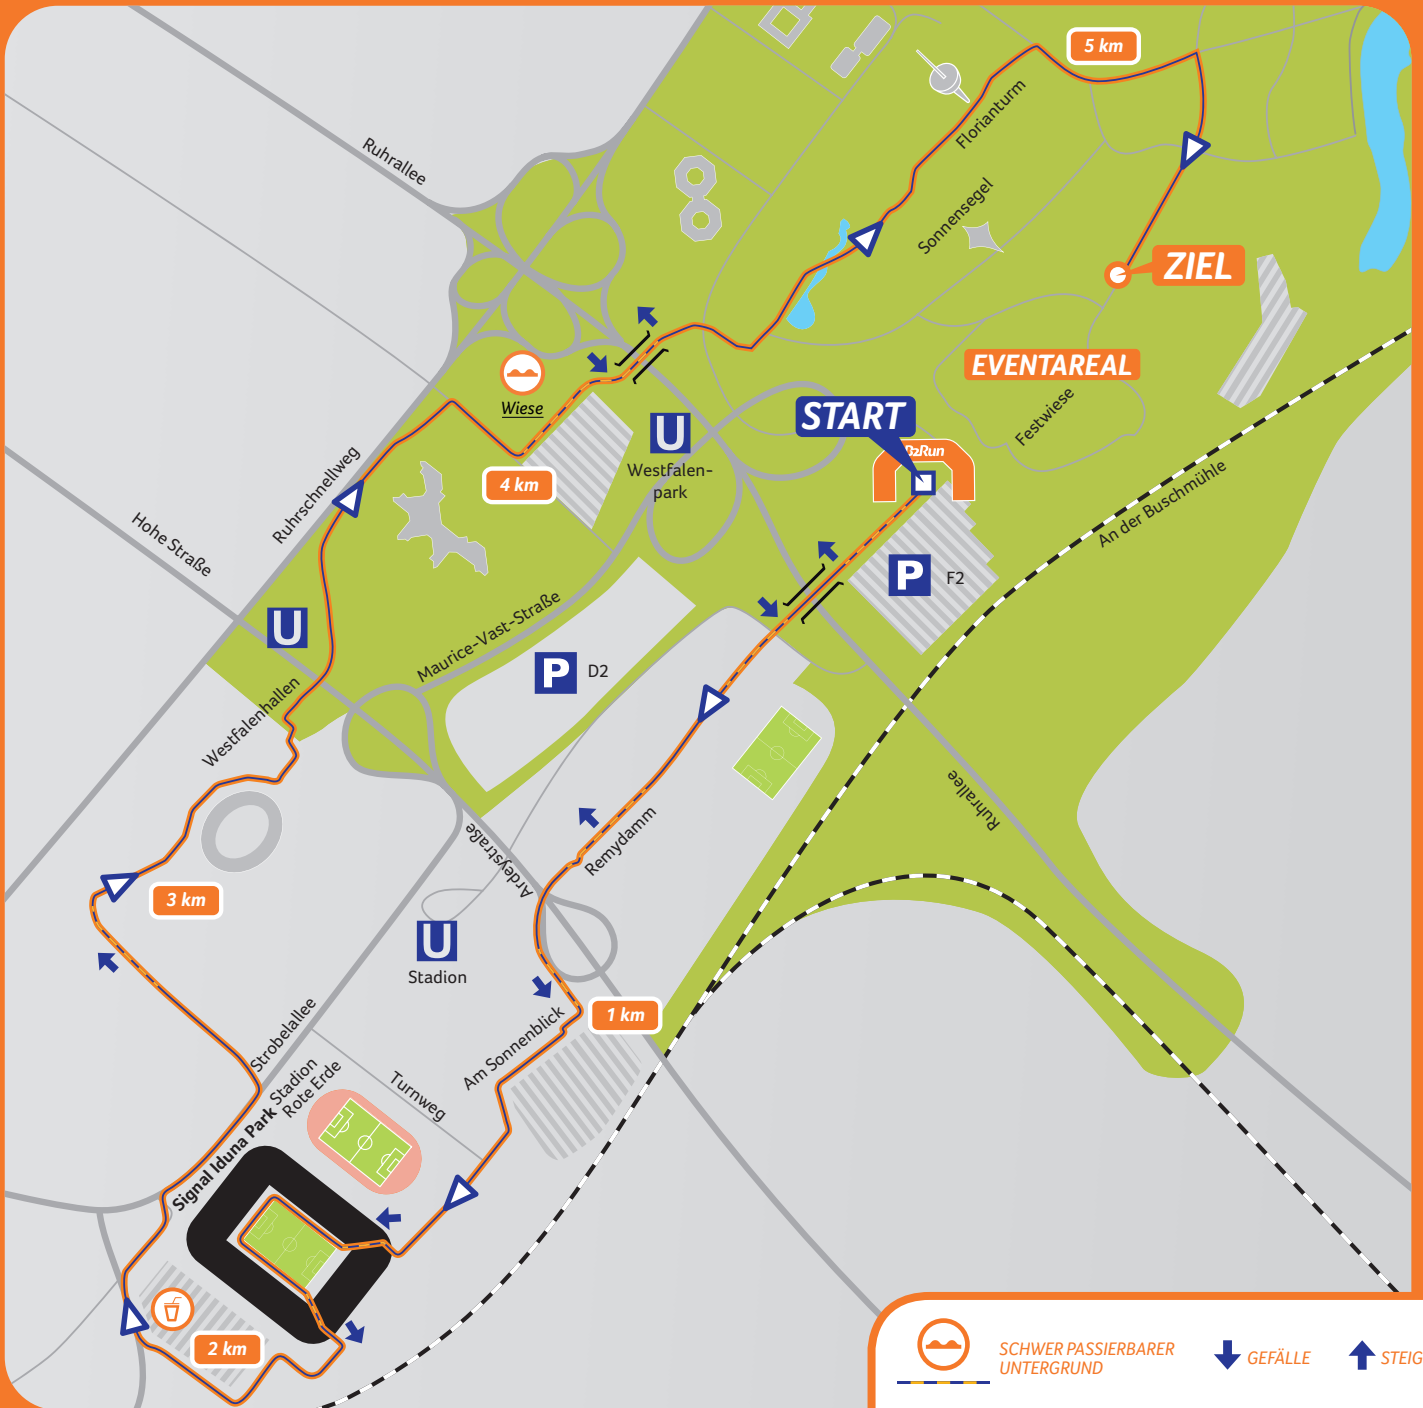 5 km
Ruhrallee
Florianturm
Sonnensegel
ZIEL
Wiese
EVENTAREAL
START
B2Run
Festwiese
U
Westfalen-
park
4 km
Ruhrschnellweg
Hohe Straße
An der Buschmühle
P
F2
U
Maurice-Vast-Straße
P
D2
Westfalenhallen
Ruhrallee
Remydamm
Ardeystraße
3 km
U
Stadion
1 km
Am Sonnenblick
Strobelallee
Stadion
Rote Erde
Turnweg
Signal Iduna Park
2 km
SCHWER PASSIERBARER
UNTERGRUND
GEFÄLLE
STEIG